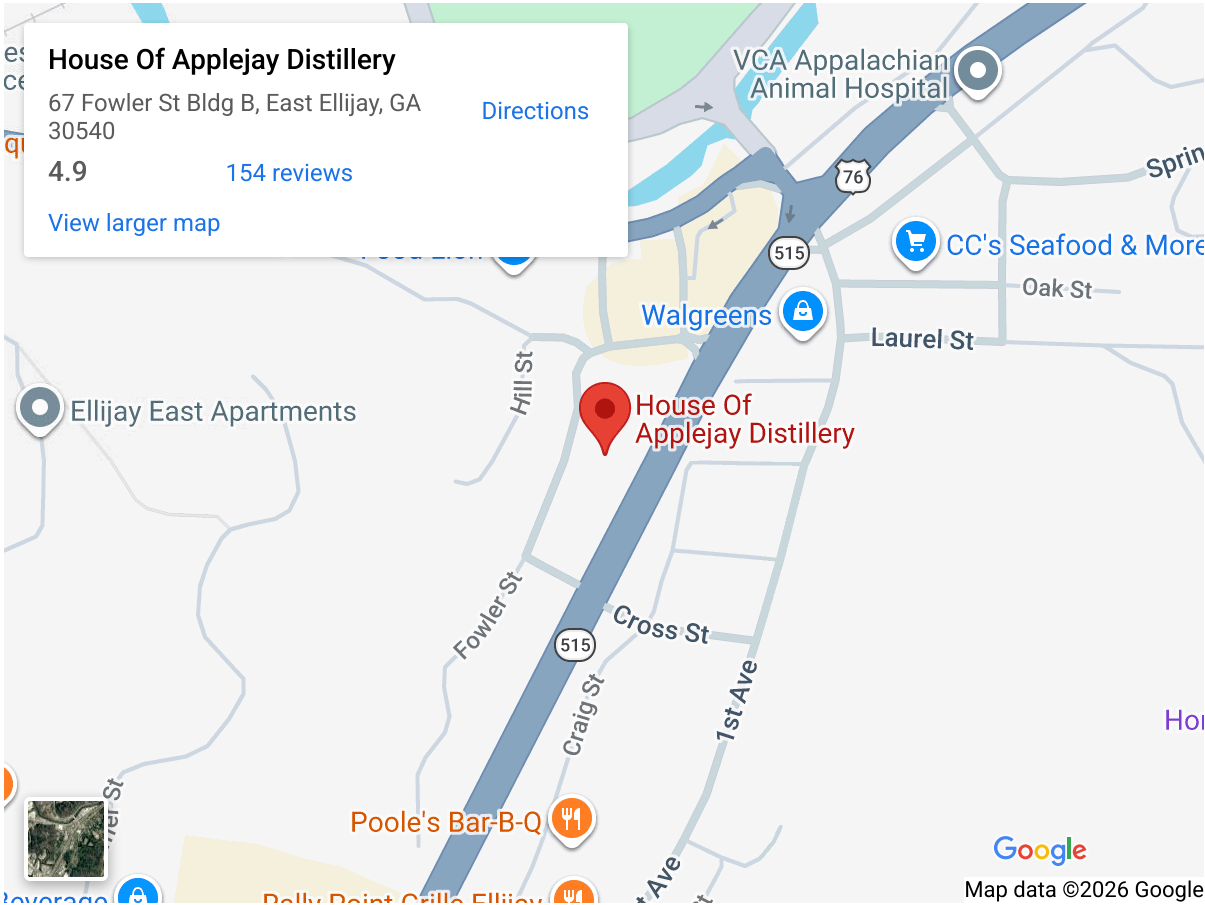 House Of Applejay Distillery
67 Fowler St Bldg B, East Ellijay, GA
30540
Directions
4.9
154 reviews
View larger map
VCA Appalachian
Animal Hospital
76
515
CC's Seafood & More
Oak St
Walgreens
Laurel St
Hill St
Ellijay East Apartments
House Of
Applejay Distillery
Fowler St
Cross St
515
1st Ave
Craig St
Poole's Bar-B-Q
Google
Map data ©2026 Google